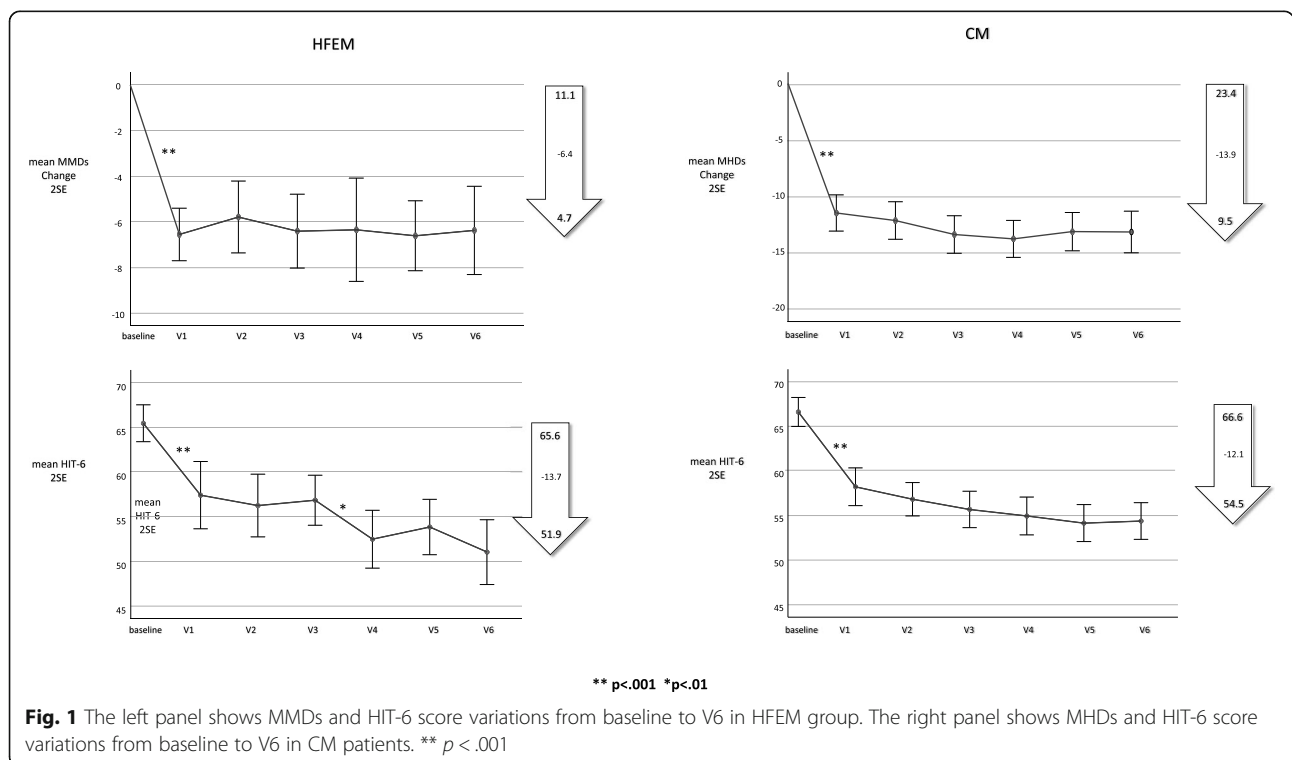 HFEM
0
-2
-4
-6
-8
-10
mean MMDs
Change
2SE
**
baseline V1 V2 V3 V4 V5 V6
11.1
-6.4
4.7
CM
0
-5
-10
-15
-20
mean MHDs
Change
2SE
**
baseline V1 V2 V3 V4 V5 V6
23.4
-13.9
9.5
70
65
60
55
50
45
mean HIT-6
2SE
mean
HIT-6
2SE
**
*
baseline V1 V2 V3 V4 V5 V6
65.6
-13.7
51.9
70
65
60
55
50
45
mean HIT-6
2SE
**
baseline V1 V2 V3 V4 V5 V6
66.6
-12.1
54.5
** p<.001 *p<.01
Fig. 1 The left panel shows MMDs and HIT-6 score variations from baseline to V6 in HFEM group. The right panel shows MHDs and HIT-6 score
variations from baseline to V6 in CM patients. ** p < .001